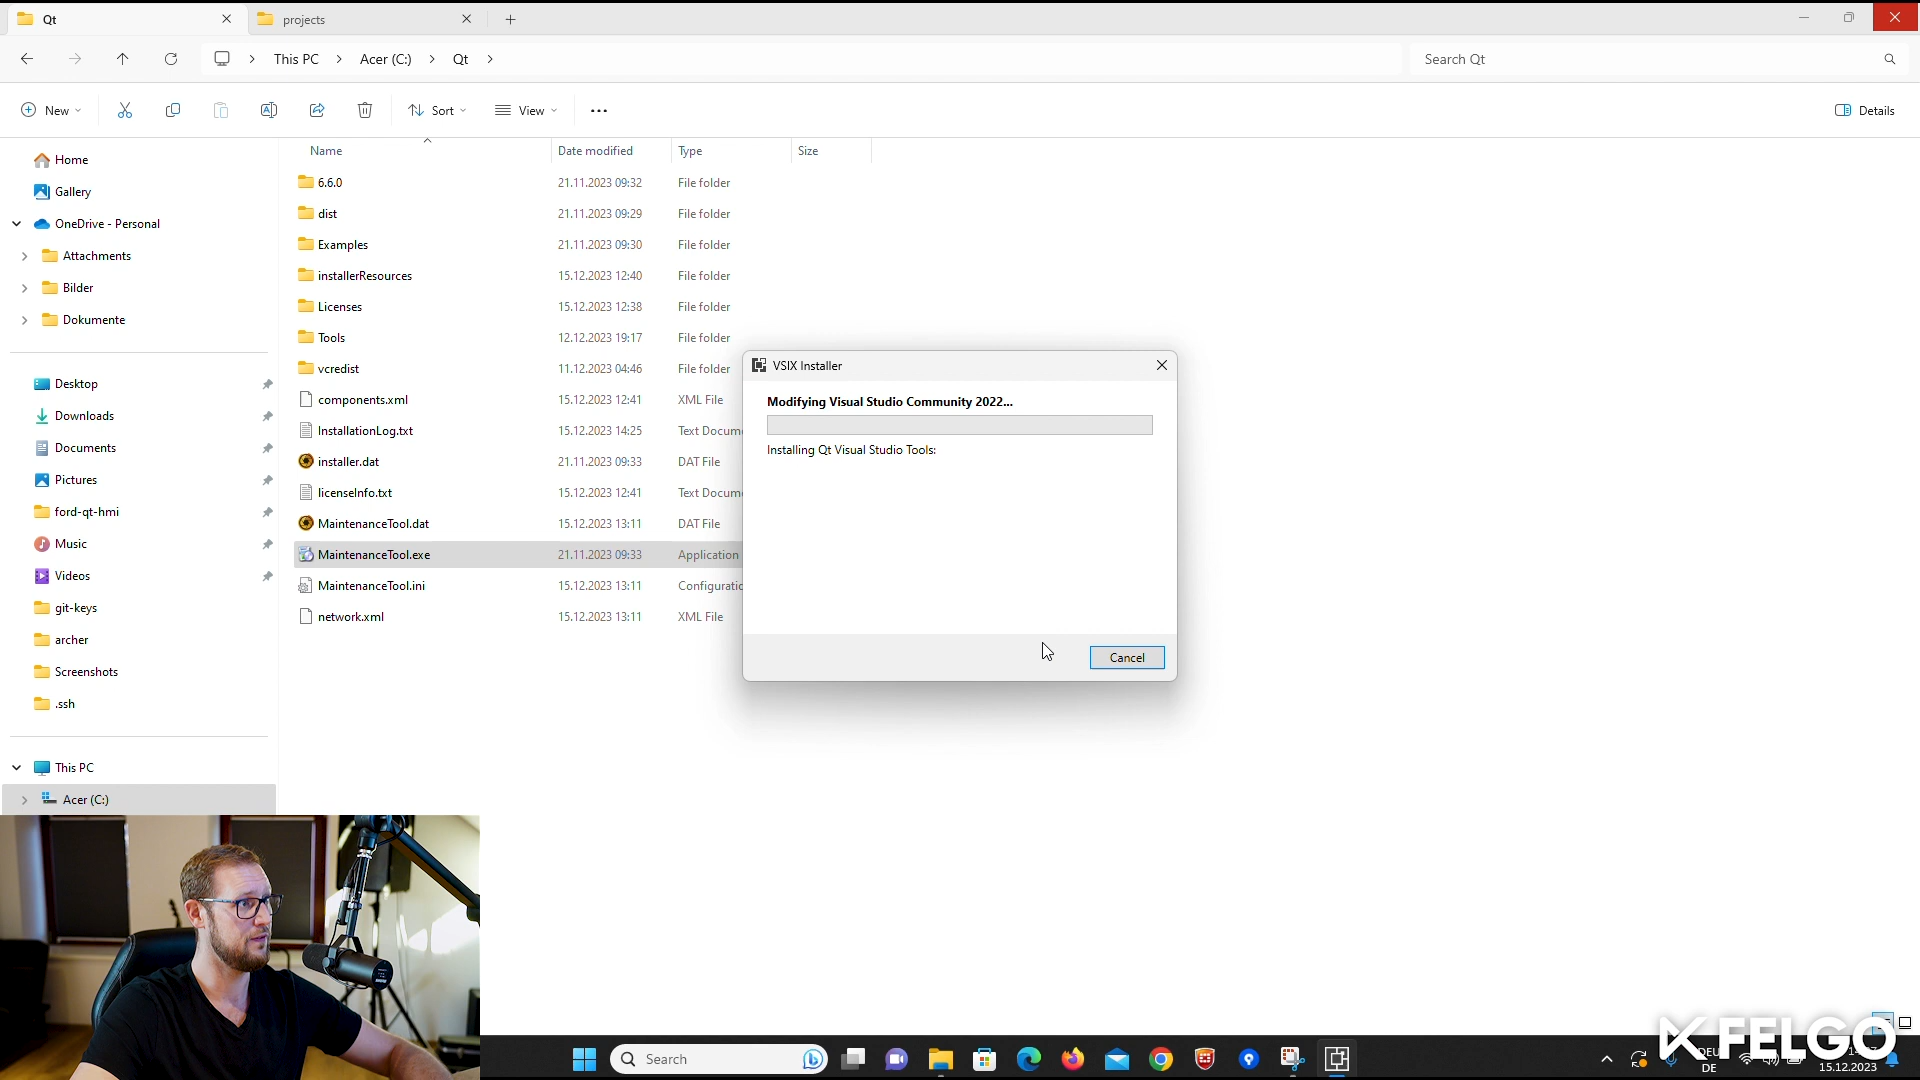 Qt
projects
This PC
Acer (C:)
Qt
Search Qt
New
Sort
View
Details
Name
Date modified
Type
Size
Home
Gallery
OneDrive - Personal
Attachments
Bilder
Dokumente
Desktop
Downloads
Documents
Pictures
ford-qt-hmi
Music
Videos
git-keys
archer
Screenshots
.ssh
This PC
Acer (C:)
6.6.0 21.11.2023 09:32 File folder
dist 21.11.2023 09:29 File folder
Examples 21.11.2023 09:30 File folder
installerResources 15.12.2023 12:40 File folder
Licenses 15.12.2023 12:38 File folder
Tools 12.12.2023 19:17 File folder
vcredist 11.12.2023 04:46 File folder
components.xml 15.12.2023 12:41 XML File
InstallationLog.txt 15.12.2023 14:25 Text Docum
installer.dat 21.11.2023 09:33 DAT File
licenseInfo.txt 15.12.2023 12:41 Text Docum
MaintenanceTool.dat 15.12.2023 13:11 DAT File
MaintenanceTool.exe 21.11.2023 09:33 Application
MaintenanceTool.ini 15.12.2023 13:11 Configuratic
network.xml 15.12.2023 13:11 XML File
VSIX Installer
Modifying Visual Studio Community 2022...
Installing Qt Visual Studio Tools:
Cancel
Search
DEU
DE
15.12.2023
FELGO